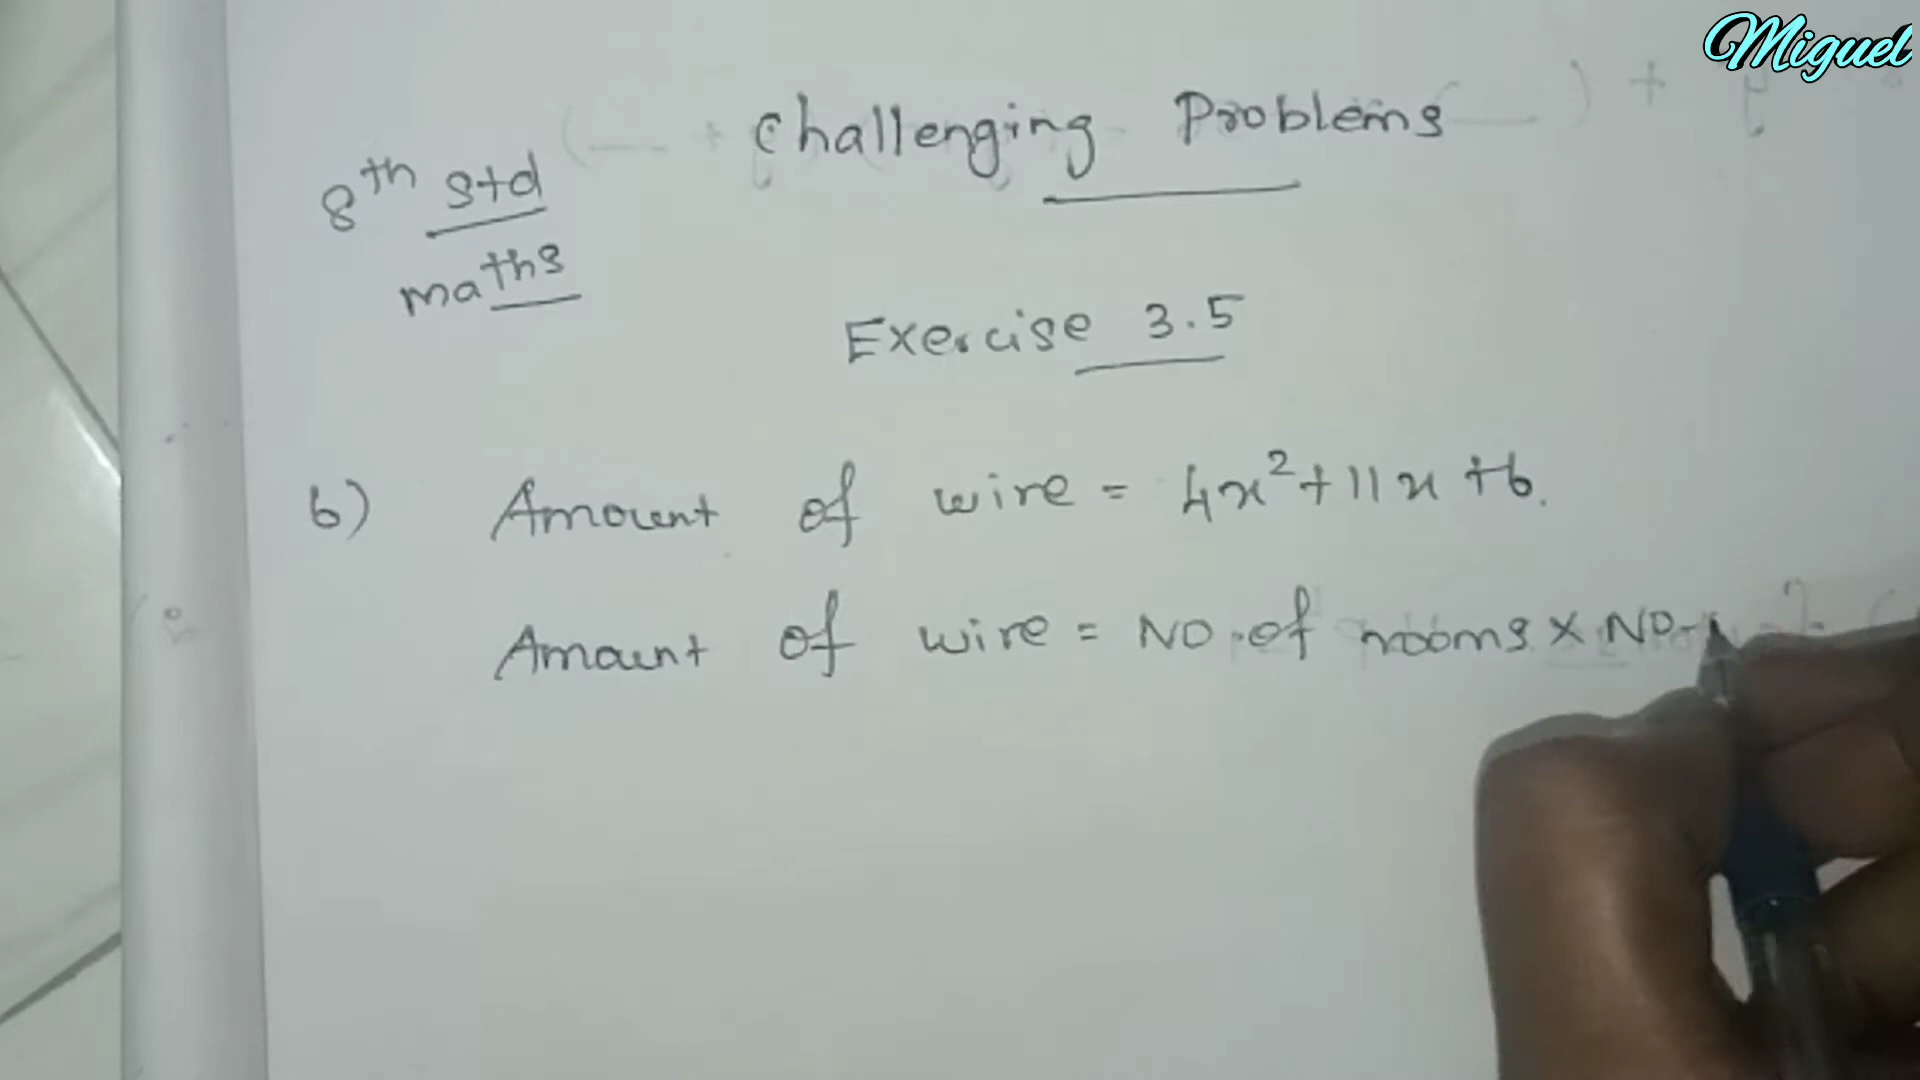 Miguel
Challenging Problems
8th std
maths
Exercise 3.5
6) Amount of wire = 4x²+11x+6.
Amount of wire = No. of rooms × No.